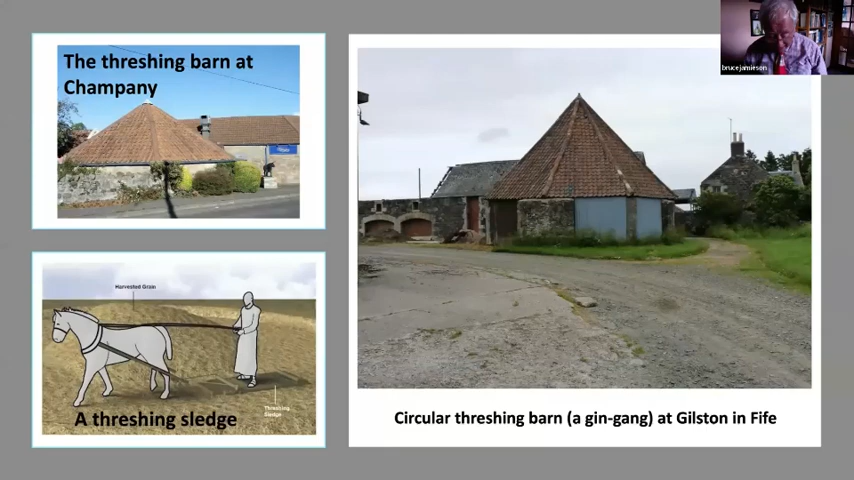 The threshing barn at
Champany
brucejamieson
Harvested Grain
Threshing
Sledge
A threshing sledge
Circular threshing barn (a gin-gang) at Gilston in Fife